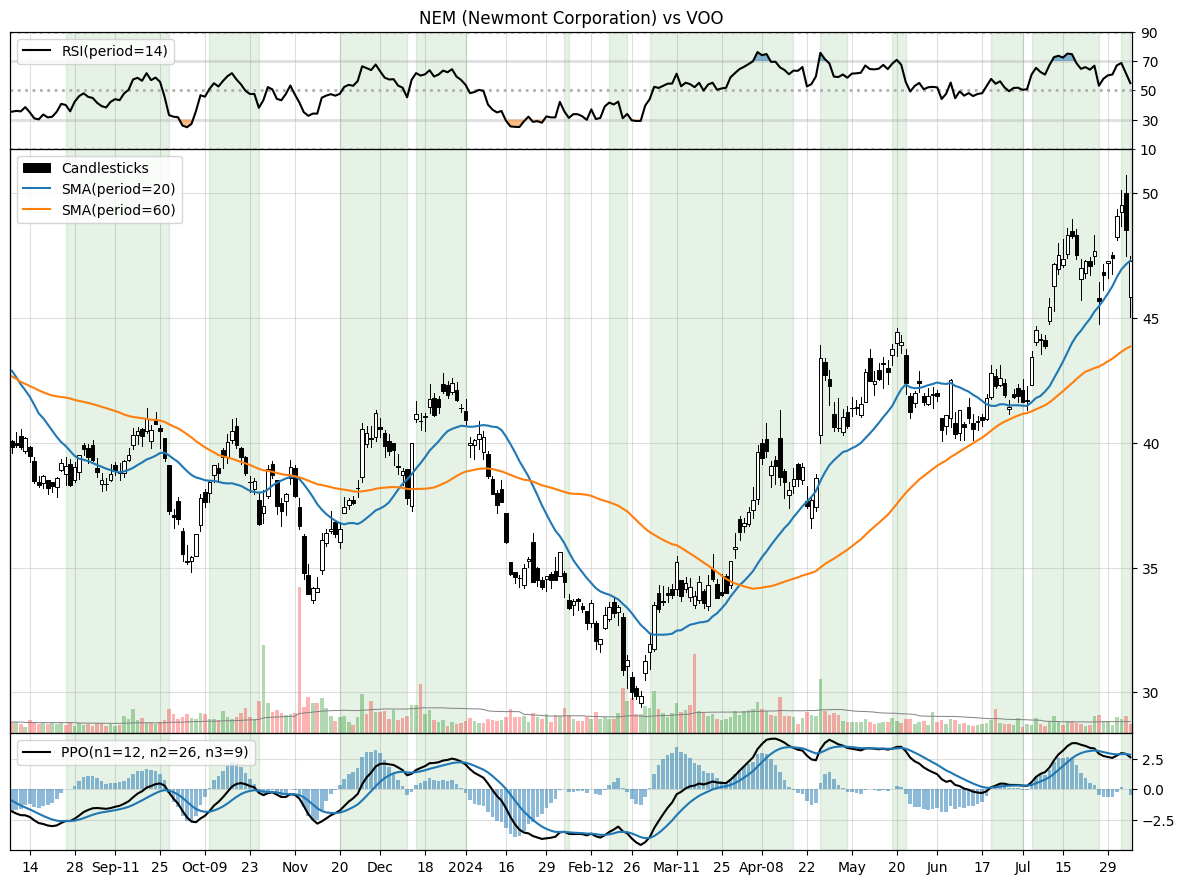 NEM (Newmont Corporation) vs VOO
RSI(period=14)
90
70
50
30
10
Candlesticks
SMA(period=20)
SMA(period=60)
50
45
40
35
30
PPO(n1=12, n2=26, n3=9)
2.5
0.0
−2.5
14 28 Sep-11 25 Oct-09 23 Nov 20 Dec 18 2024 16 29 Feb-12 26 Mar-11 25 Apr-08 22 May 20 Jun 17 Jul 15 29